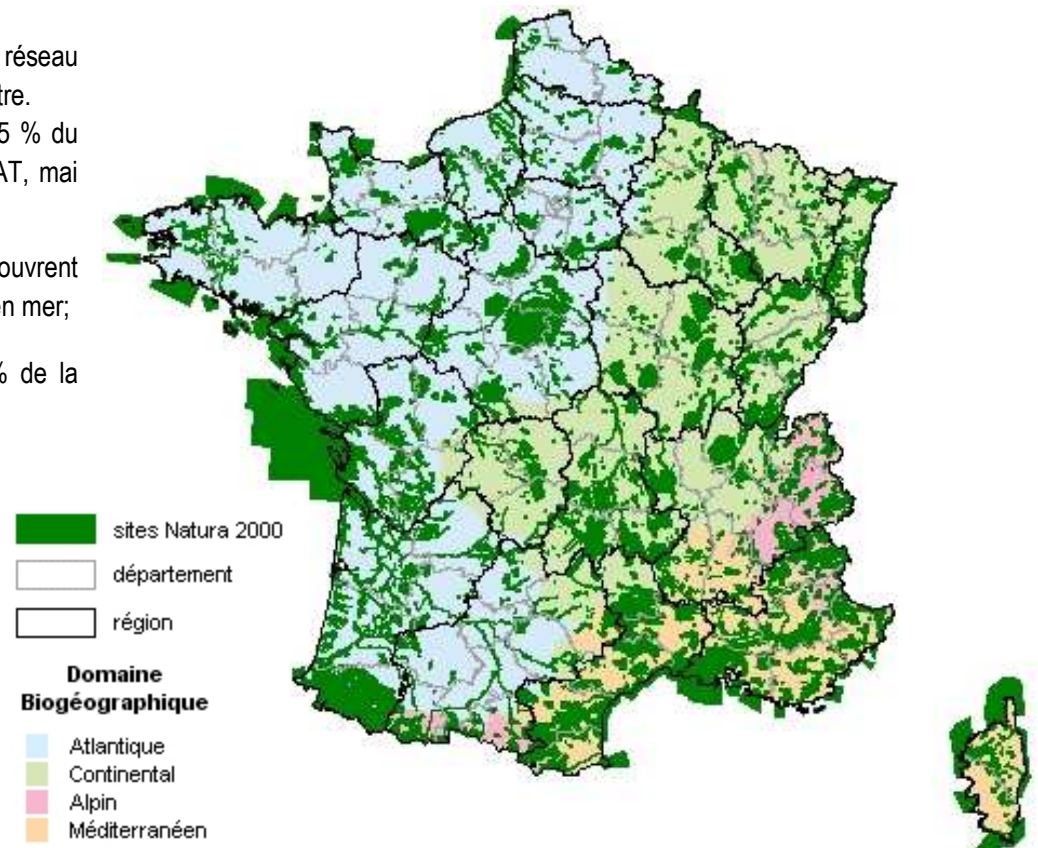 réseau
tre.
5 % du
AT, mai
ouvrent
en mer;
% de la
sites Natura 2000
département
région
Domaine
Biogéographique
Atlantique
Continental
Alpin
Méditerranéen